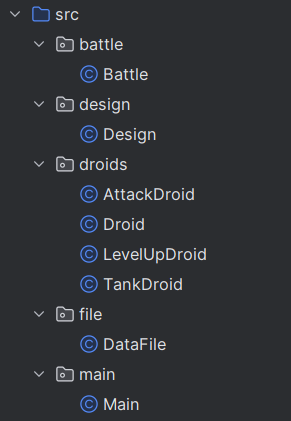 src
battle
Battle
design
Design
droids
AttackDroid
Droid
LevelUpDroid
TankDroid
file
DataFile
main
Main